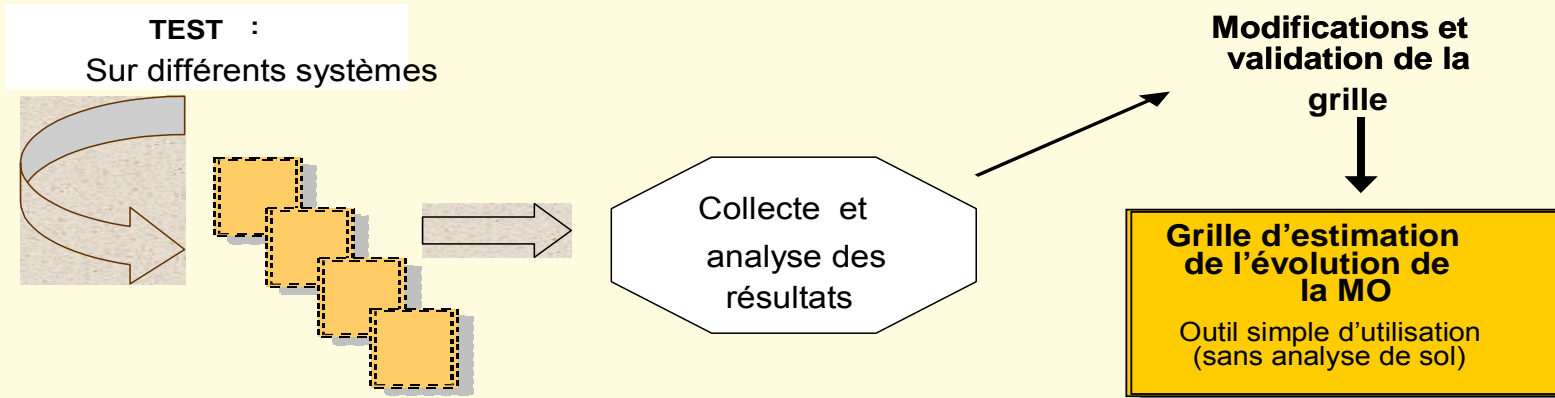 TEST :
Sur différents systèmes
Collecte et
analyse des
résultats
Modifications et
validation de la
grille
Grille d'estimation
de l'évolution de
la MO
Outil simple d'utilisation
(sans analyse de sol)